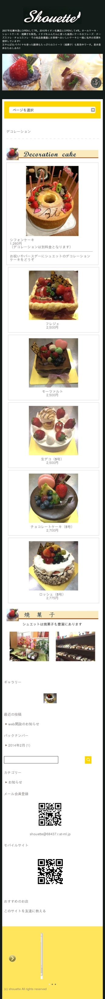 Shouette
2007年名護市港にOPENして7年。2010年イオン名護店にOPENして4年。ホールケーキ・
ショートケーキ・焼菓子を販売。イチゴをふんだんに使った細長いケーキのフレーズ・チー
ズスフレ・チョコスフレ・その他品数豊富にお客様へおいしいケーキと一緒に私共の笑顔を
提供しています!!
又やんばるパパイヤを使った酵素もたっぷりのスイーツ（焼菓子）も販売中でーす。是非是
非おためしあれ!!
ページを選択
デコレーション
Decoration cake
シフォンケーキ
1,260円
（デコレーションは別料金となります）
お祝いやバースデーにシュエットのデコレーション
ケーキをどうぞ
フレジェ
2,500円
モーツァルト
2,500円
生デコ（5号）
2,500円
チョコレートケーキ（5号）
2,700円
ロッシェ（5号）
2,775円
焼 菓 子
シュエットは焼菓子も豊富にあります
ギャラリー
最近の投稿
web開設のお知らせ
バックナンバー
2014年2月 (1)
カテゴリー
お知らせ
メール会員登録
shouette@68437.r.at-ml.jp
モバイルサイト
おすすめのお店
このサイトを友達に教える
(c) shouette All rights reserved